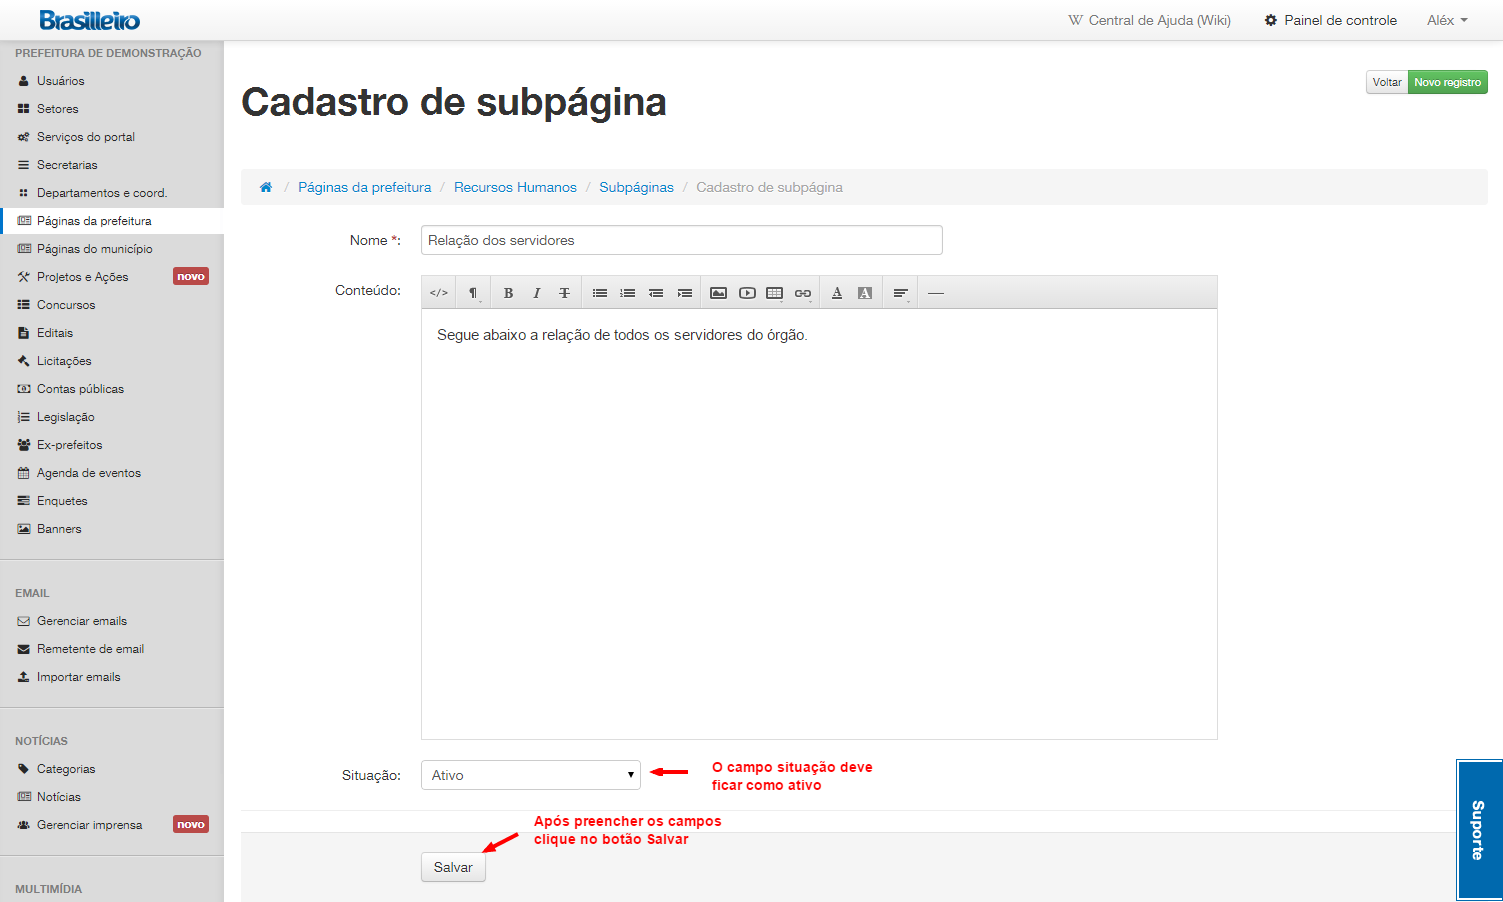 Brasilleiro
Central de Ajuda (Wiki)
Painel de controle
Aléx
PREFEITURA DE DEMONSTRAÇÃO
Usuários
Setores
Serviços do portal
Secretarias
Departamentos e coord.
Páginas da prefeitura
Páginas do município
Projetos e Ações novo
Concursos
Editais
Licitações
Contas públicas
Legislação
Ex-prefeitos
Agenda de eventos
Enquetes
Banners
EMAIL
Gerenciar emails
Remetente de email
Importar emails
NOTÍCIAS
Categorias
Notícias
Gerenciar imprensa novo
MULTIMÍDIA
Cadastro de subpágina
Voltar Novo registro
/ Páginas da prefeitura / Recursos Humanos / Subpáginas / Cadastro de subpágina
Nome *: Relação dos servidores
Conteúdo:
Segue abaixo a relação de todos os servidores do órgão.
Situação: Ativo
O campo situação deve
ficar como ativo
Após preencher os campos
clique no botão Salvar
Salvar
Suporte